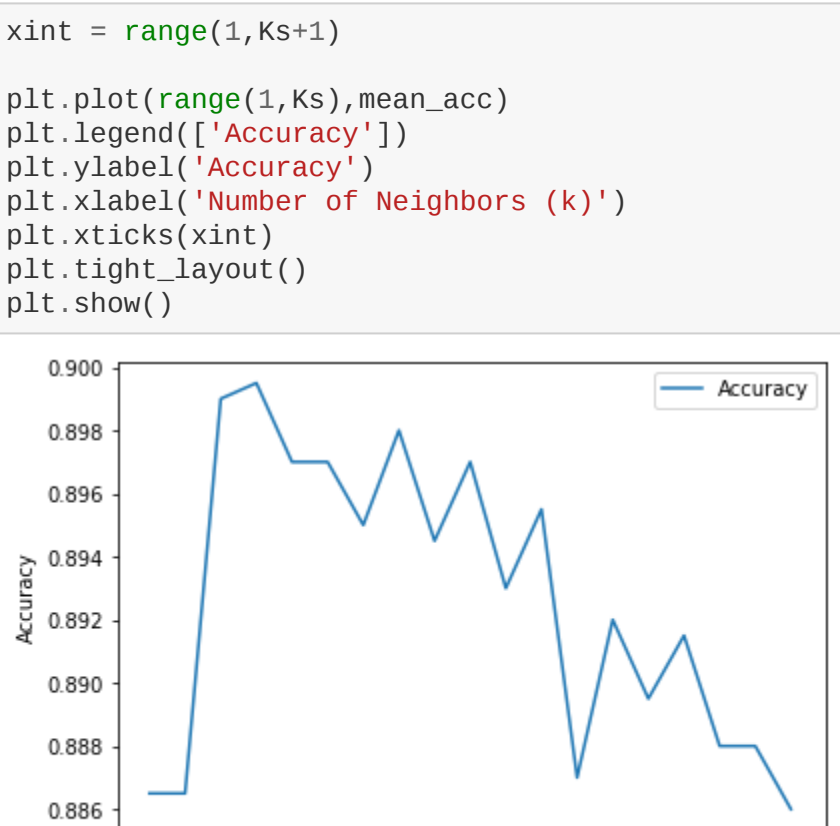 xint = range(1,Ks+1)
plt.plot(range(1,Ks),mean_acc)
plt.legend(['Accuracy'])
plt.ylabel('Accuracy')
plt.xlabel('Number of Neighbors (k)')
plt.xticks(xint)
plt.tight_layout()
plt.show()
0.900
Accuracy
0.898
0.896
0.894
Accuracy
0.892
0.890
0.888
0.886